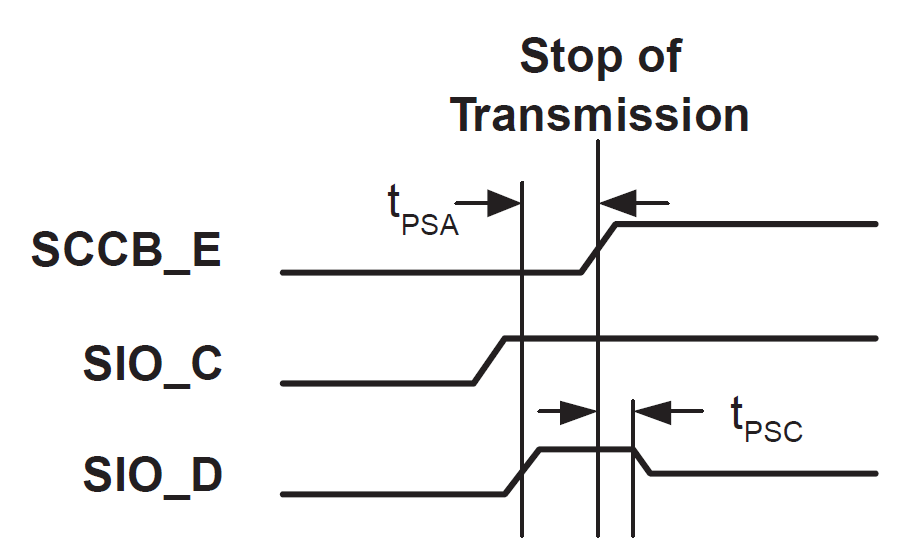 Stop of
Transmission
tPSA
SCCB_E
SIO_C
tPSC
SIO_D